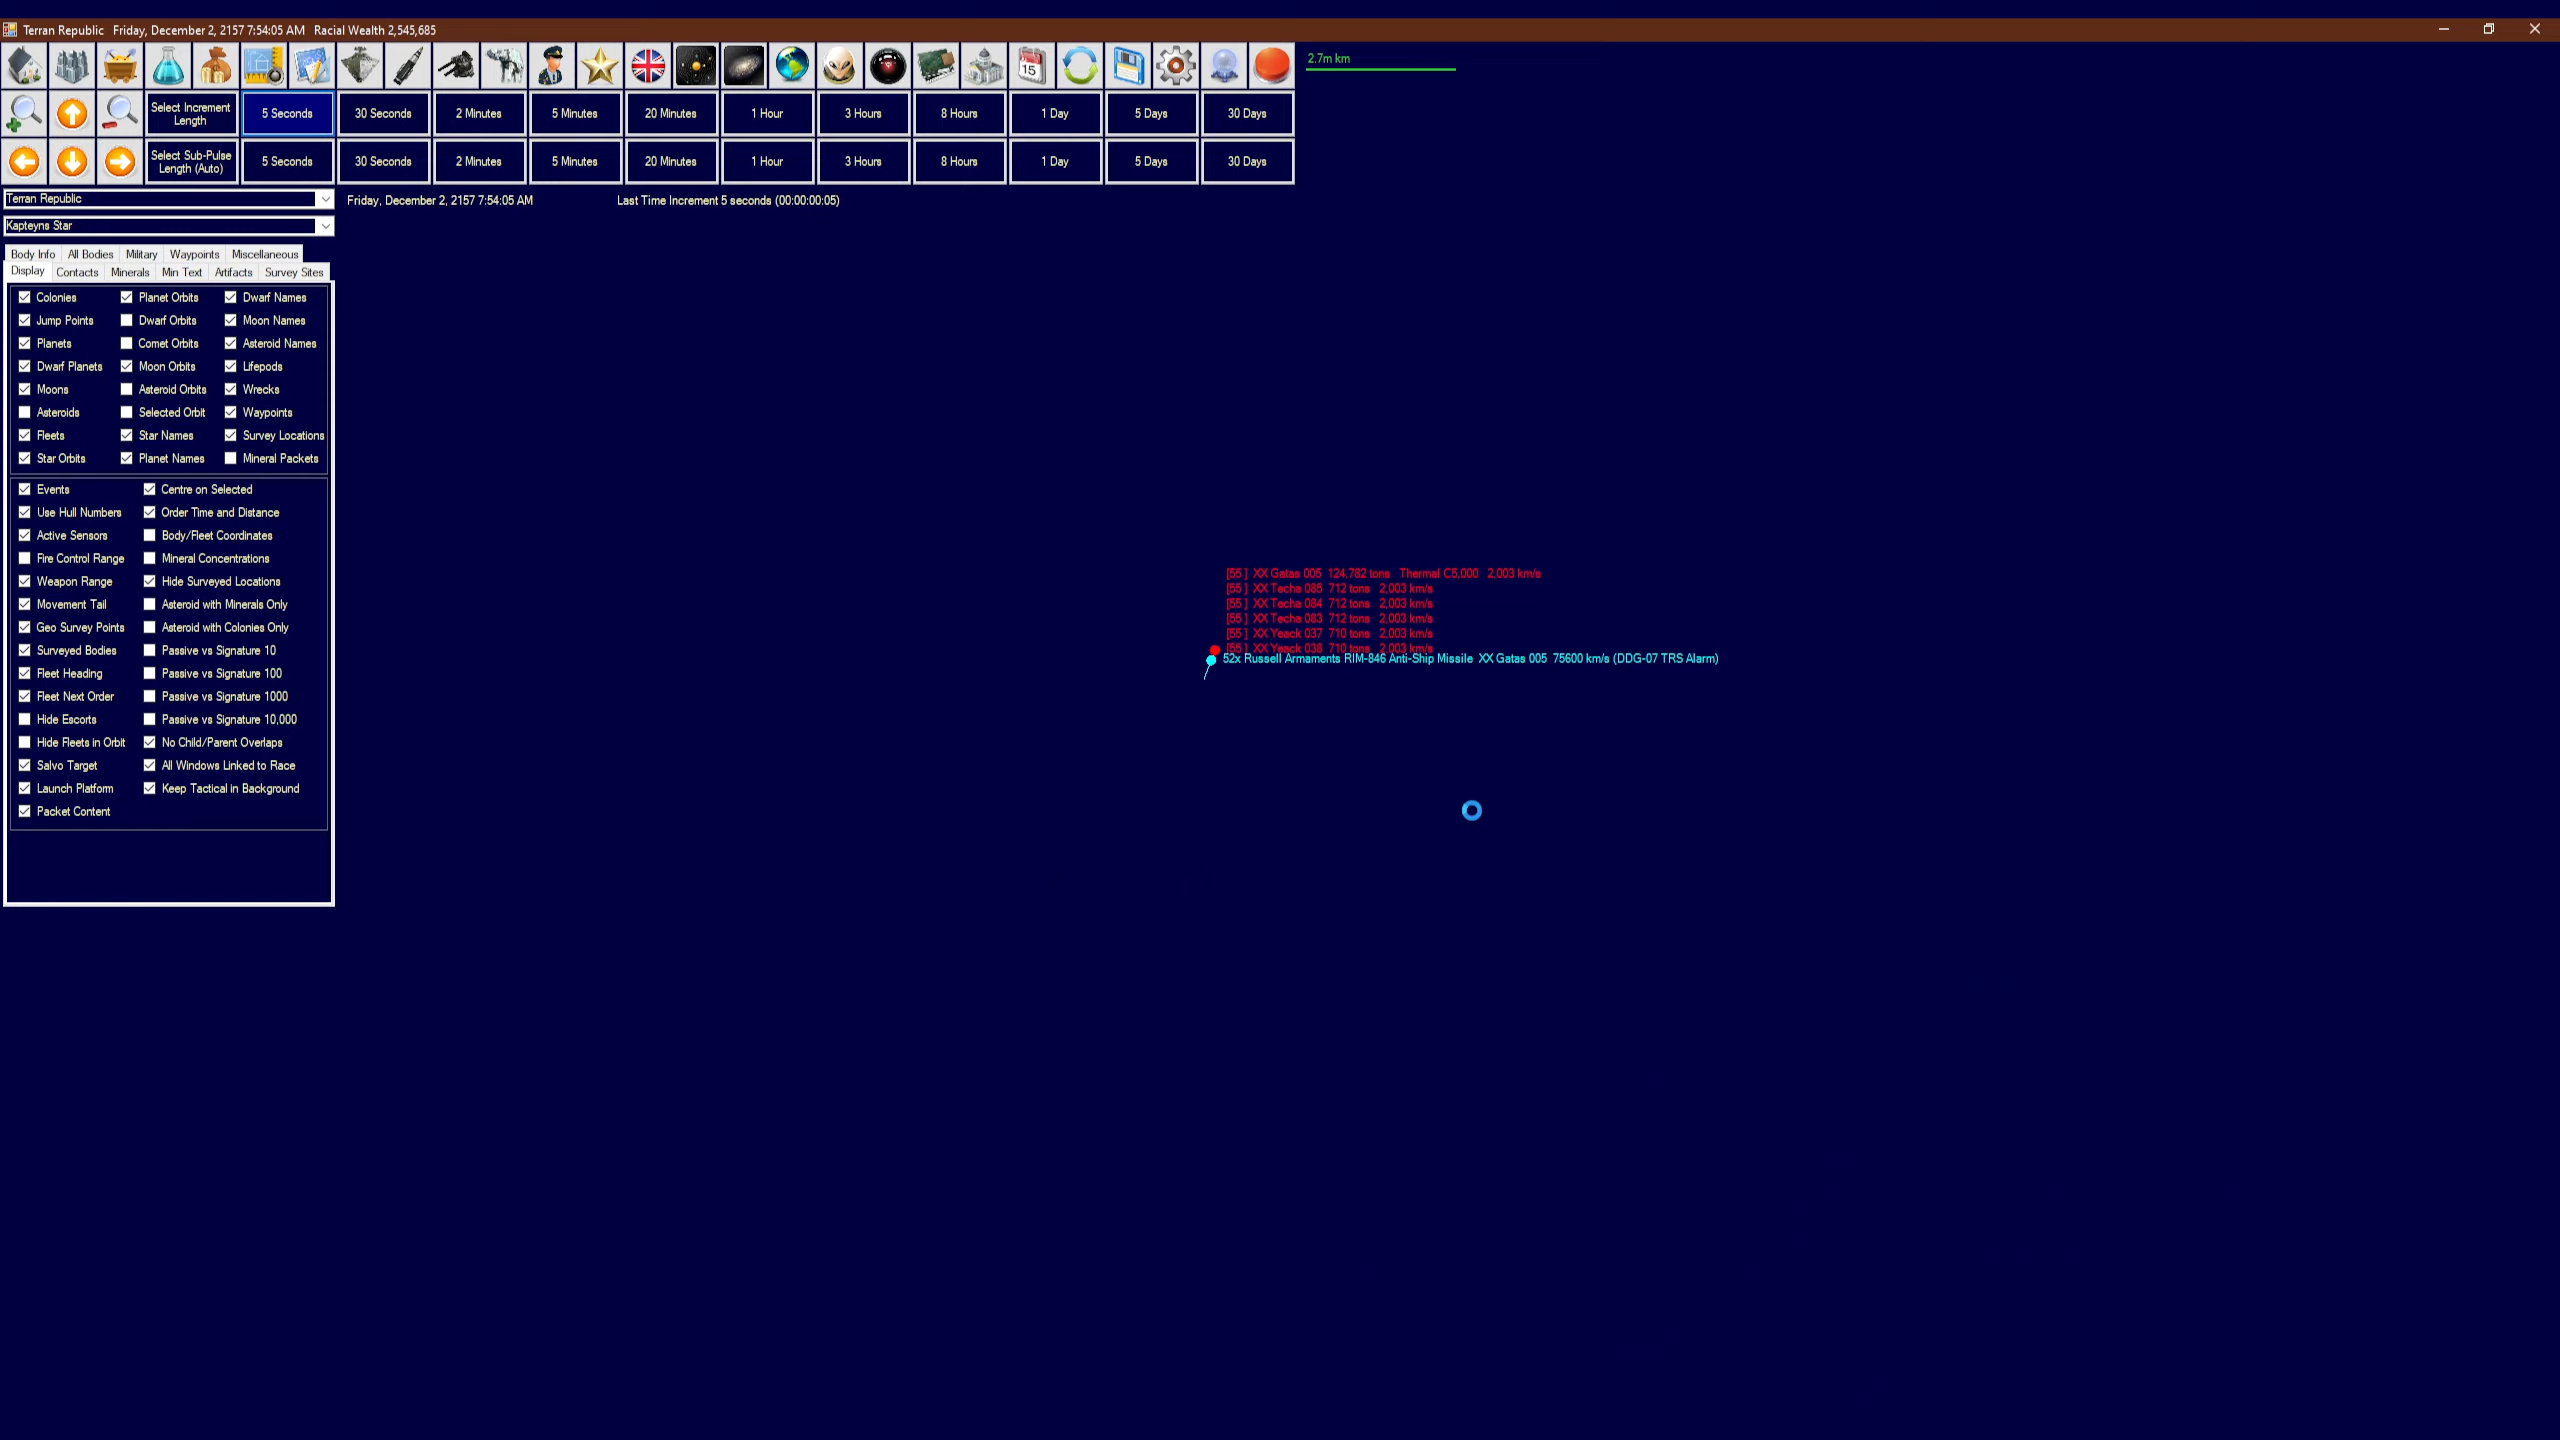 Terran Republic   Friday, December 2, 2157 7:54:05 AM   Racial Wealth 2,545,685
2.7m km
15
Select Increment Length
5 Seconds
30 Seconds
2 Minutes
5 Minutes
20 Minutes
1 Hour
3 Hours
8 Hours
1 Day
5 Days
30 Days
Select Sub-Pulse Length (Auto)
5 Seconds
30 Seconds
2 Minutes
5 Minutes
20 Minutes
1 Hour
3 Hours
8 Hours
1 Day
5 Days
30 Days
Terran Republic
Friday, December 2, 2157 7:54:05 AM
Last Time Increment 5 seconds (00:00:00:05)
Kapteyns Star
Body Info   All Bodies   Military   Waypoints   Miscellaneous
Display   Contacts   Minerals   Min Text   Artifacts   Survey Sites
Colonies   Planet Orbits   Dwarf Names
Jump Points   Dwarf Orbits   Moon Names
Planets   Comet Orbits   Asteroid Names
Dwarf Planets   Moon Orbits   Lifepods
Moons   Asteroid Orbits   Wrecks
Asteroids   Selected Orbit   Waypoints
Fleets   Star Names   Survey Locations
Star Orbits   Planet Names   Mineral Packets
Events   Centre on Selected
Use Hull Numbers   Order Time and Distance
Active Sensors   Body/Fleet Coordinates
Fire Control Range   Mineral Concentrations
Weapon Range   Hide Surveyed Locations
Movement Tail   Asteroid with Minerals Only
Geo Survey Points   Asteroid with Colonies Only
Surveyed Bodies   Passive vs Signature 10
Fleet Heading   Passive vs Signature 100
Fleet Next Order   Passive vs Signature 1000
Hide Escorts   Passive vs Signature 10,000
Hide Fleets in Orbit   No Child/Parent Overlaps
Salvo Target   All Windows Linked to Race
Launch Platform   Keep Tactical in Background
Packet Content
[55 ]  XX Gatas 005  124,782 tons   Thermal C5,000   2,003 km/s
[55 ]  XX Techa 085  712 tons   2,003 km/s
[55 ]  XX Techa 084  712 tons   2,003 km/s
[55 ]  XX Techa 083  712 tons   2,003 km/s
[55 ]  XX Yeack 037  710 tons   2,003 km/s
[55 ]  XX Yeack 038  710 tons   2,003 km/s
52x Russell Armaments RIM-846 Anti-Ship Missile  XX Gatas 005  75600 km/s (DDG-07 TRS Alarm)